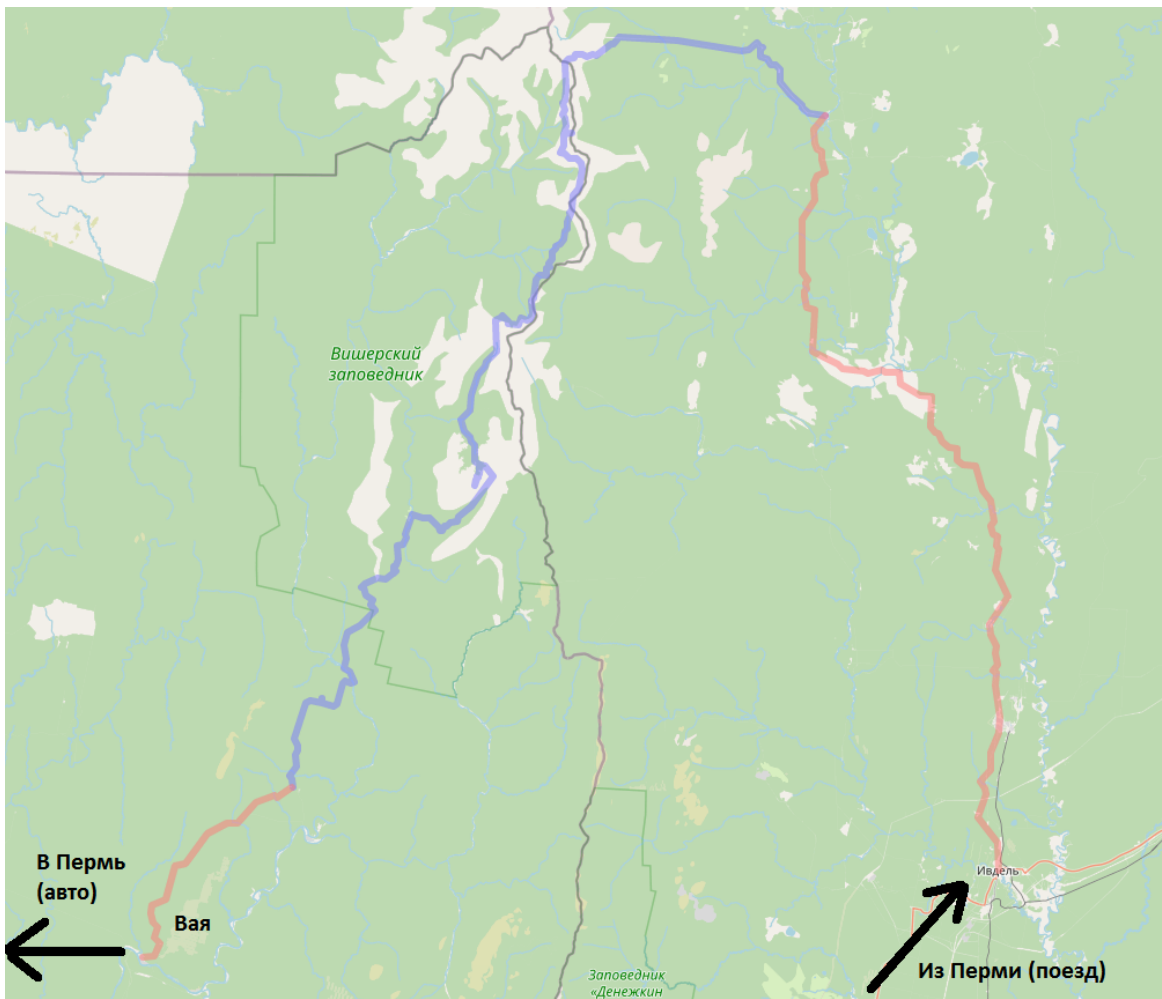 Вишерский
заповедник
В Пермь
(авто)
Вая
Ивдель
Из Перми (поезд)
Заповедник
«Денежкин